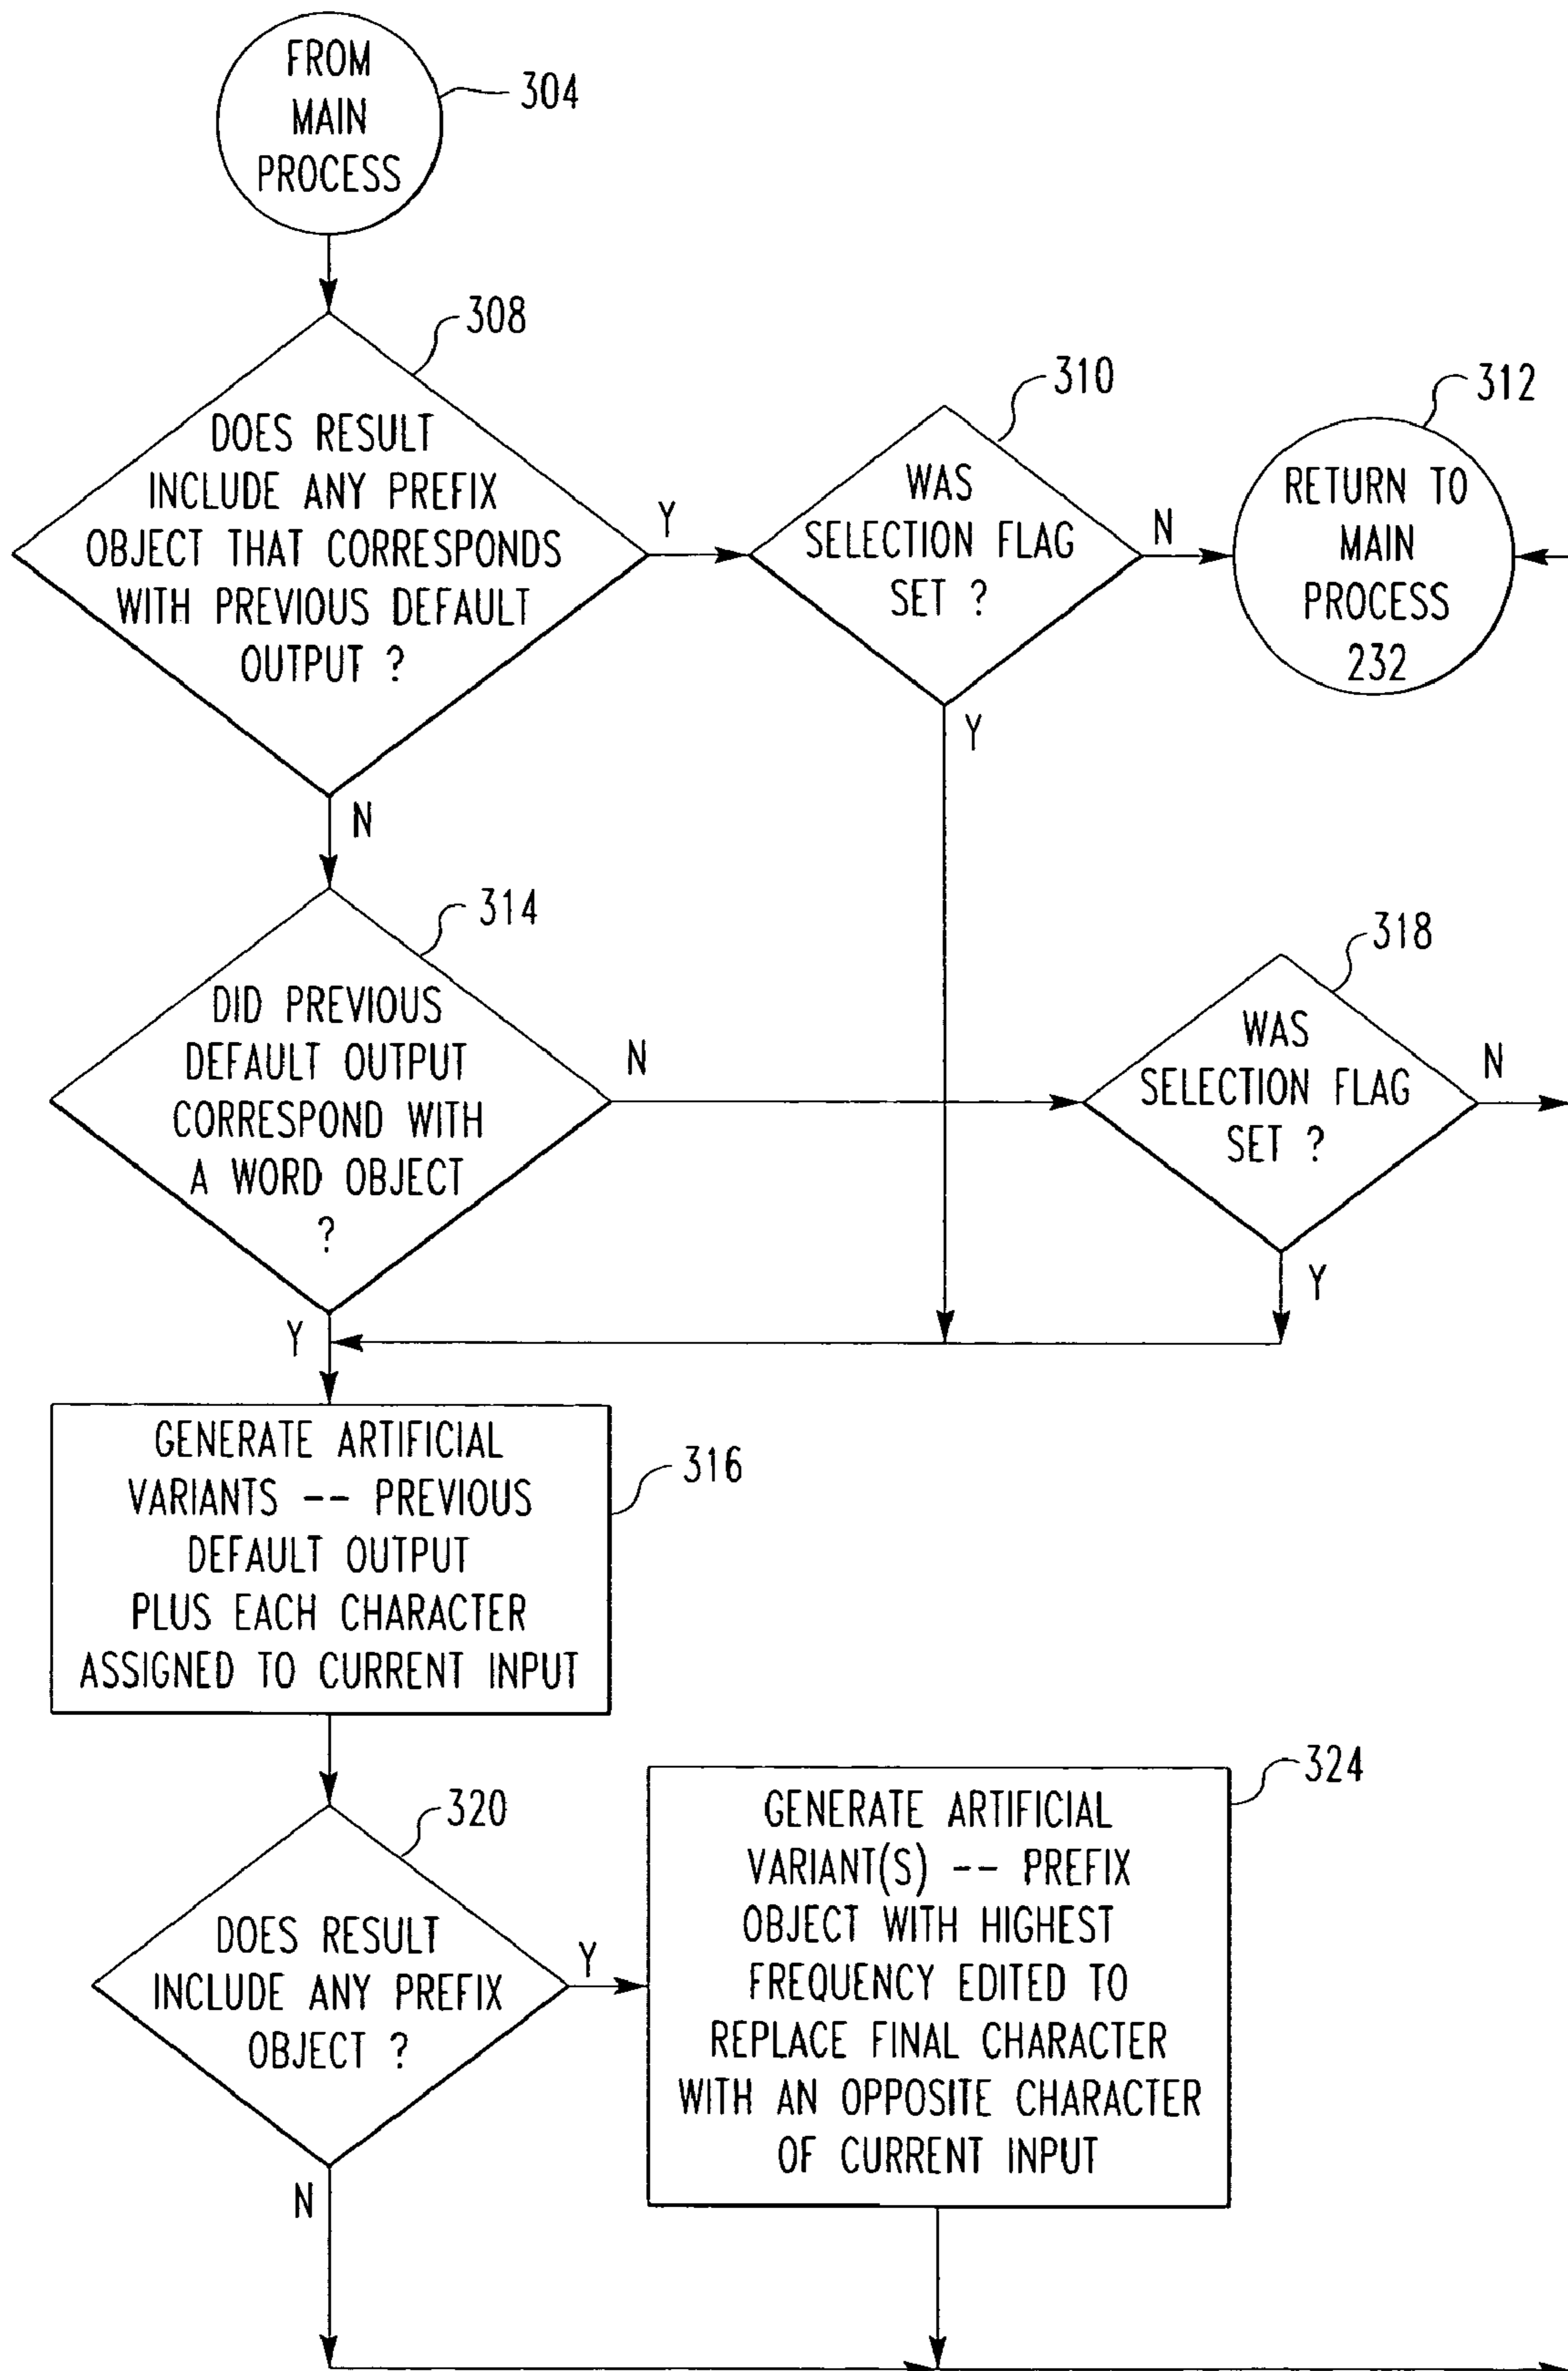 FROM
MAIN
PROCESS
304
308
DOES RESULT
INCLUDE ANY PREFIX
OBJECT THAT CORRESPONDS
WITH PREVIOUS DEFAULT
OUTPUT ?
Y
N
310
WAS
SELECTION FLAG
SET ?
N
Y
312
RETURN TO
MAIN
PROCESS
232
314
DID PREVIOUS
DEFAULT OUTPUT
CORRESPOND WITH
A WORD OBJECT
?
N
Y
318
WAS
SELECTION FLAG
SET ?
N
Y
GENERATE ARTIFICIAL
VARIANTS -- PREVIOUS
DEFAULT OUTPUT
PLUS EACH CHARACTER
ASSIGNED TO CURRENT INPUT
316
320
DOES RESULT
INCLUDE ANY PREFIX
OBJECT ?
Y
N
324
GENERATE ARTIFICIAL
VARIANT(S) -- PREFIX
OBJECT WITH HIGHEST
FREQUENCY EDITED TO
REPLACE FINAL CHARACTER
WITH AN OPPOSITE CHARACTER
OF CURRENT INPUT